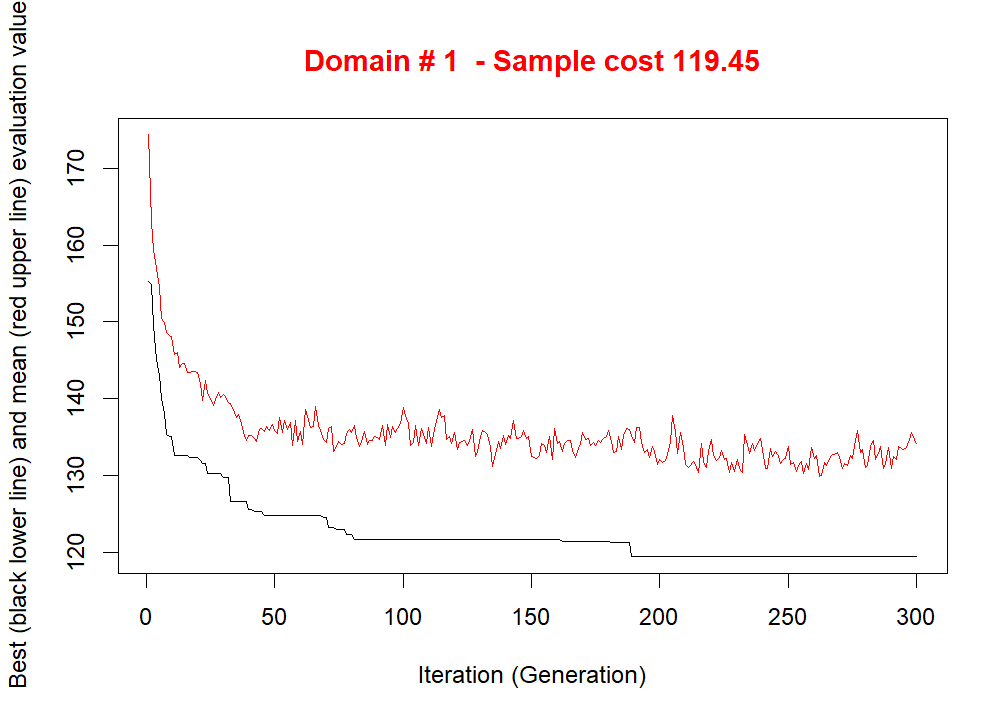 Domain # 1  - Sample cost 119.45
Best (black lower line) and mean (red upper line) evaluation value
170
160
150
140
130
120
0 50 100 150 200 250 300
Iteration (Generation)